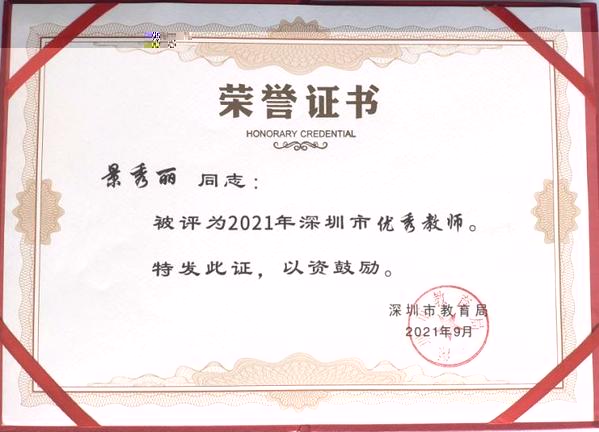 荣誉证书
HONORARY CREDENTIAL
景秀丽 同志：
被评为2021年深圳市优秀教师。
特发此证，以资鼓励。
深圳市教育局
2021年9月